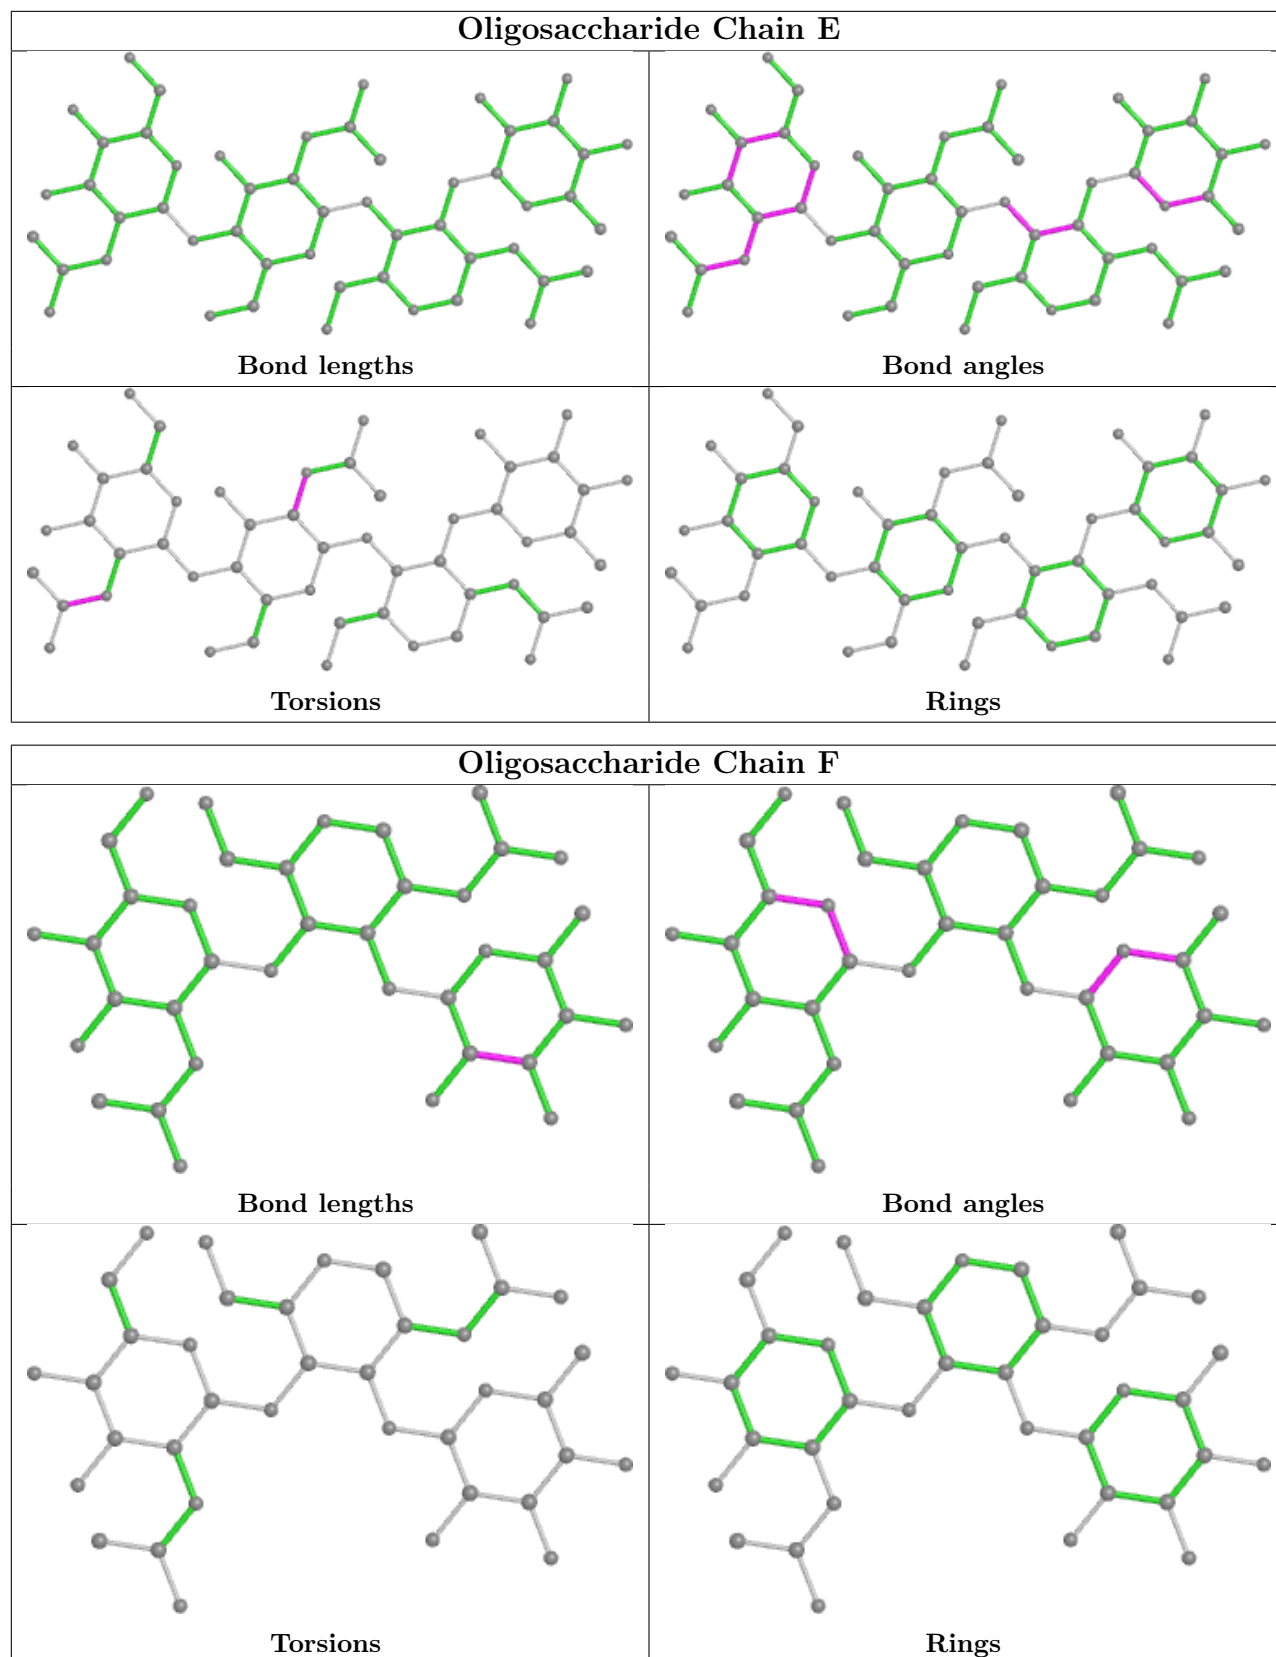 Oligosaccharide Chain E
Bond lengths
Bond angles
Torsions
Rings
Oligosaccharide Chain F
Bond lengths
Bond angles
Torsions
Rings